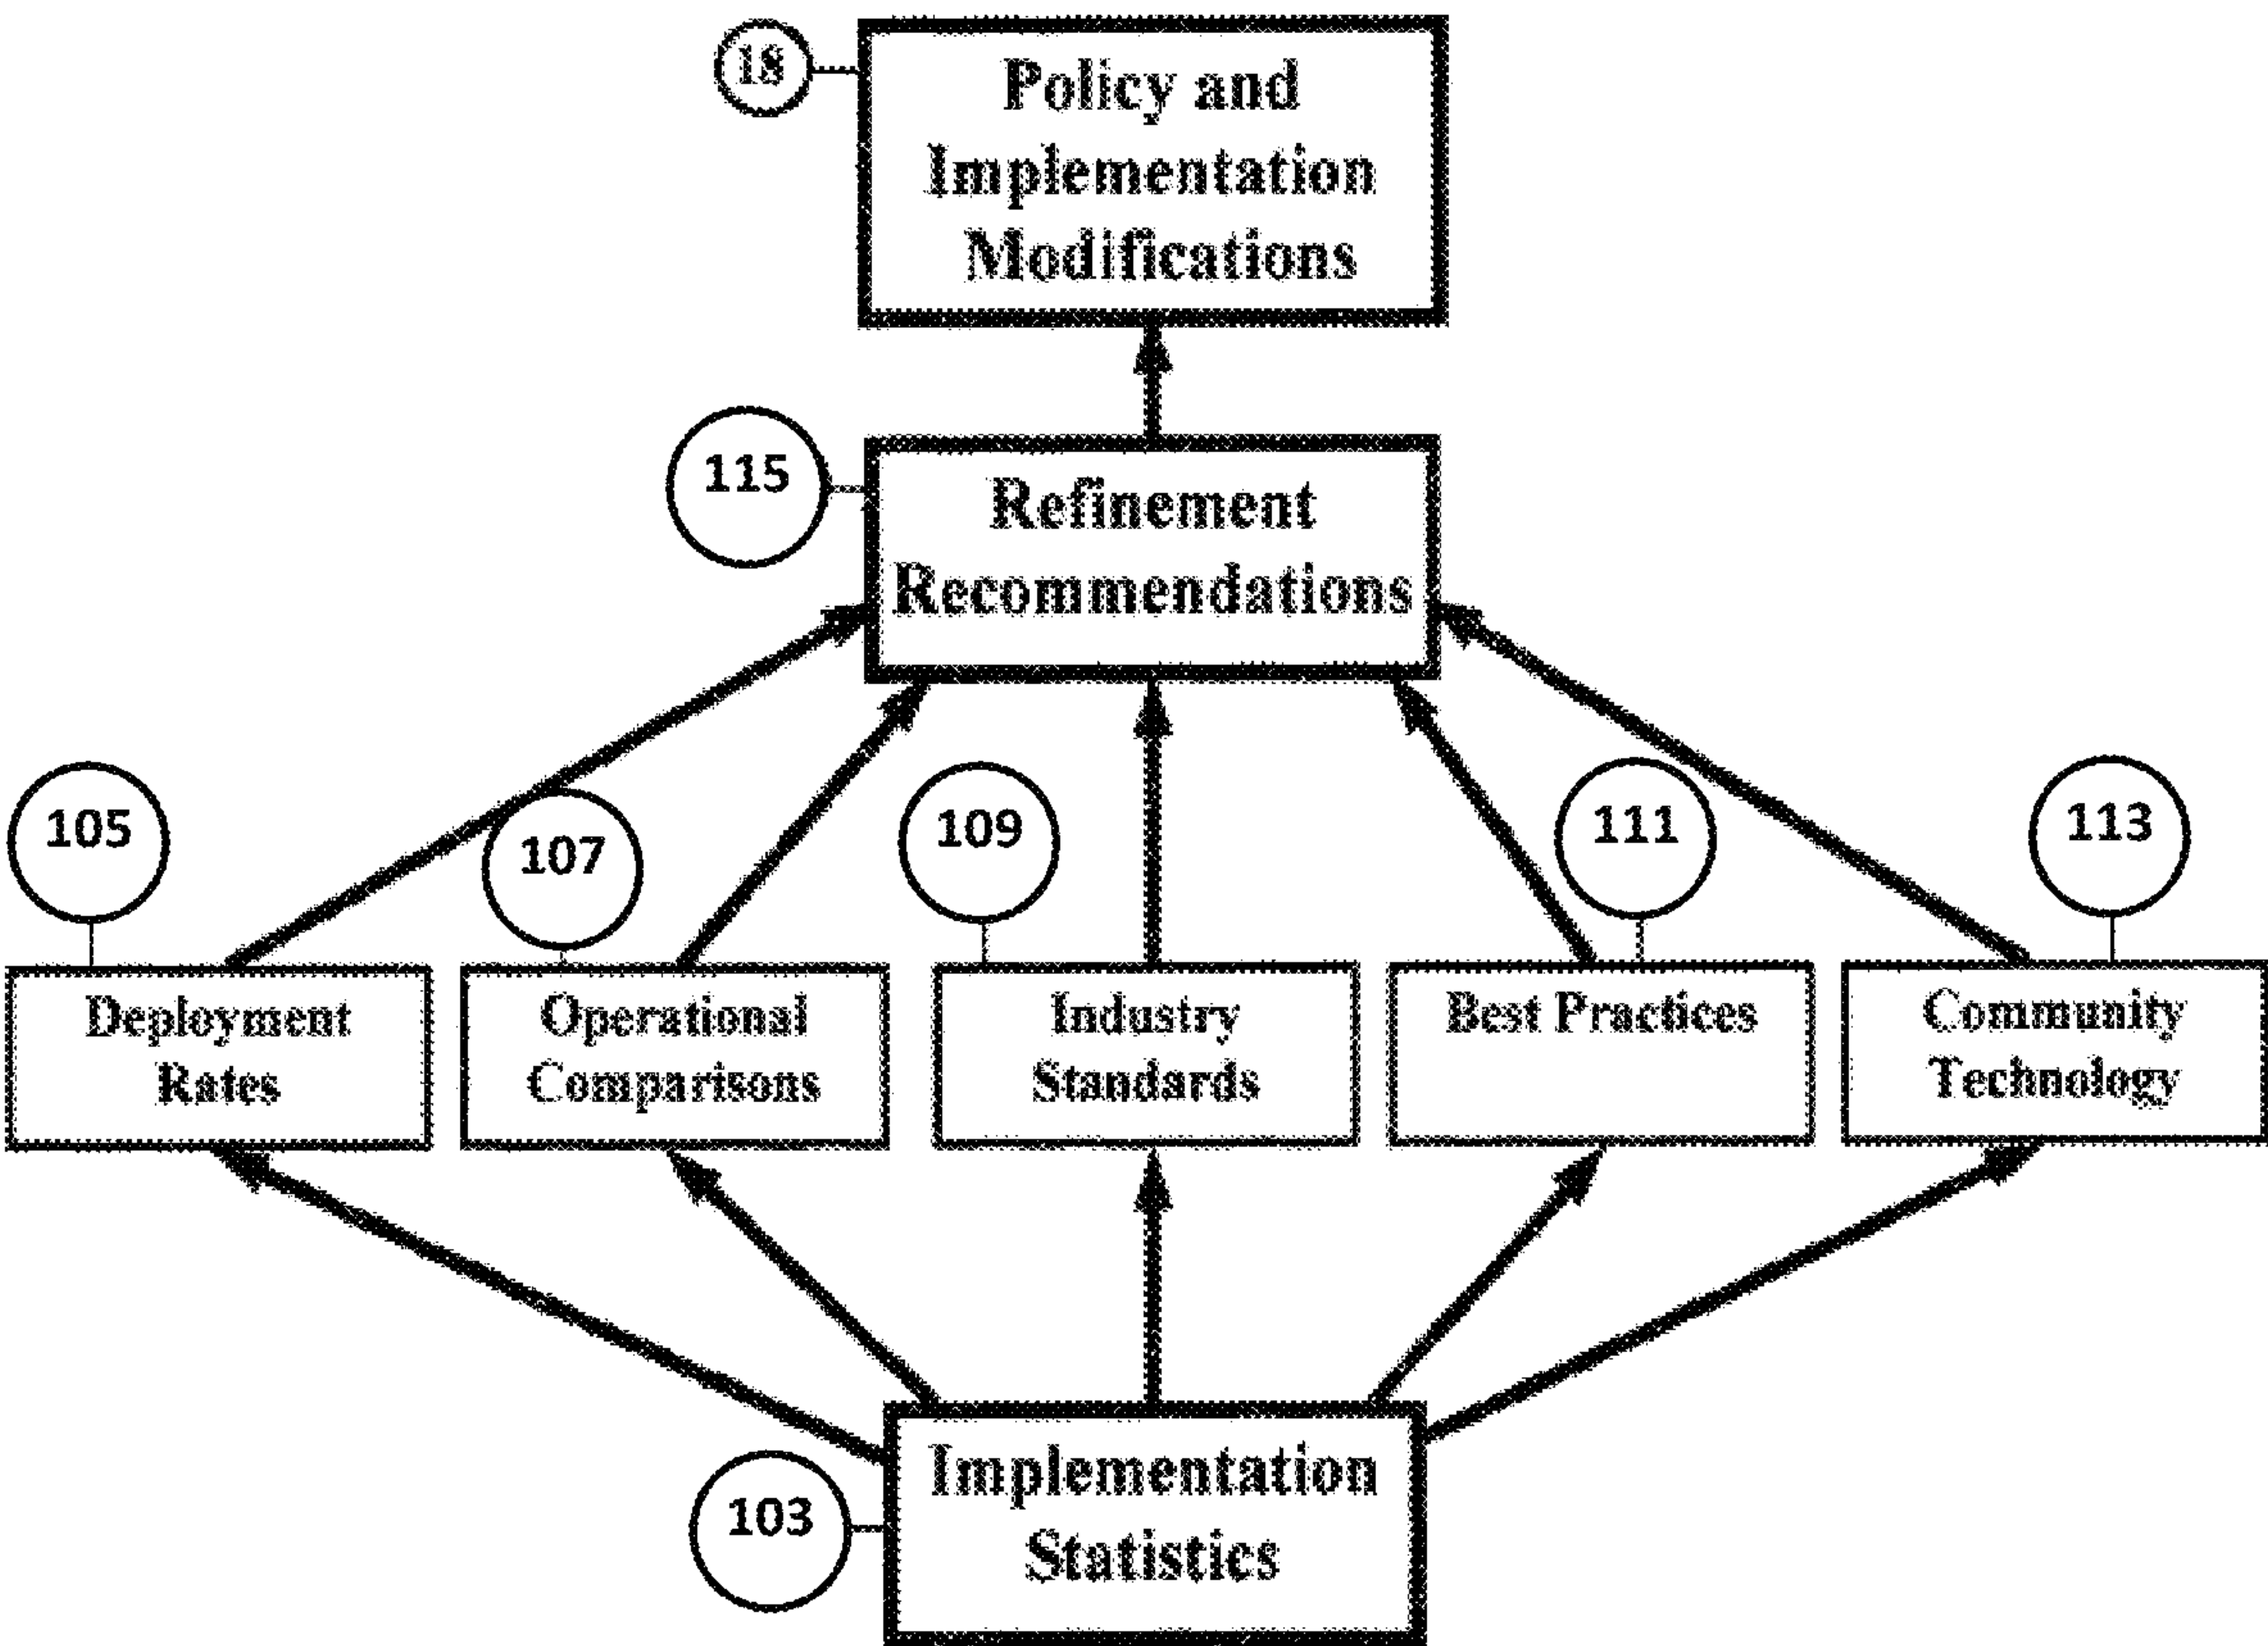 18
Policy and
Implementation
Modifications
115
Refinement
Recommendations
105
107
109
111
113
Deployment
Rates
Operational
Comparisons
Industry
Standards
Best Practices
Community
Technology
103
Implementation
Statistics